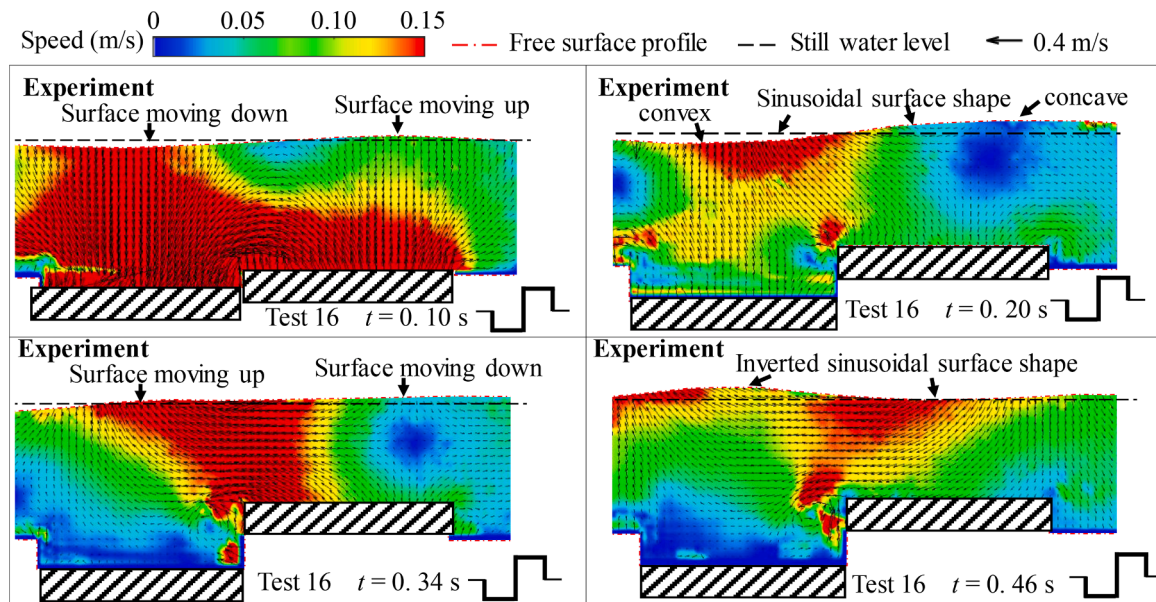 0 0.05 0.10 0.15
Speed (m/s) Free surface profile Still water level 0.4 m/s
Experiment
Surface moving down Surface moving up
Test 16 t = 0. 10 s
Experiment
convex Sinusoidal surface shape concave
Test 16 t = 0. 20 s
Experiment
Surface moving up Surface moving down
Test 16 t = 0. 34 s
Experiment
Inverted sinusoidal surface shape
Test 16 t = 0. 46 s